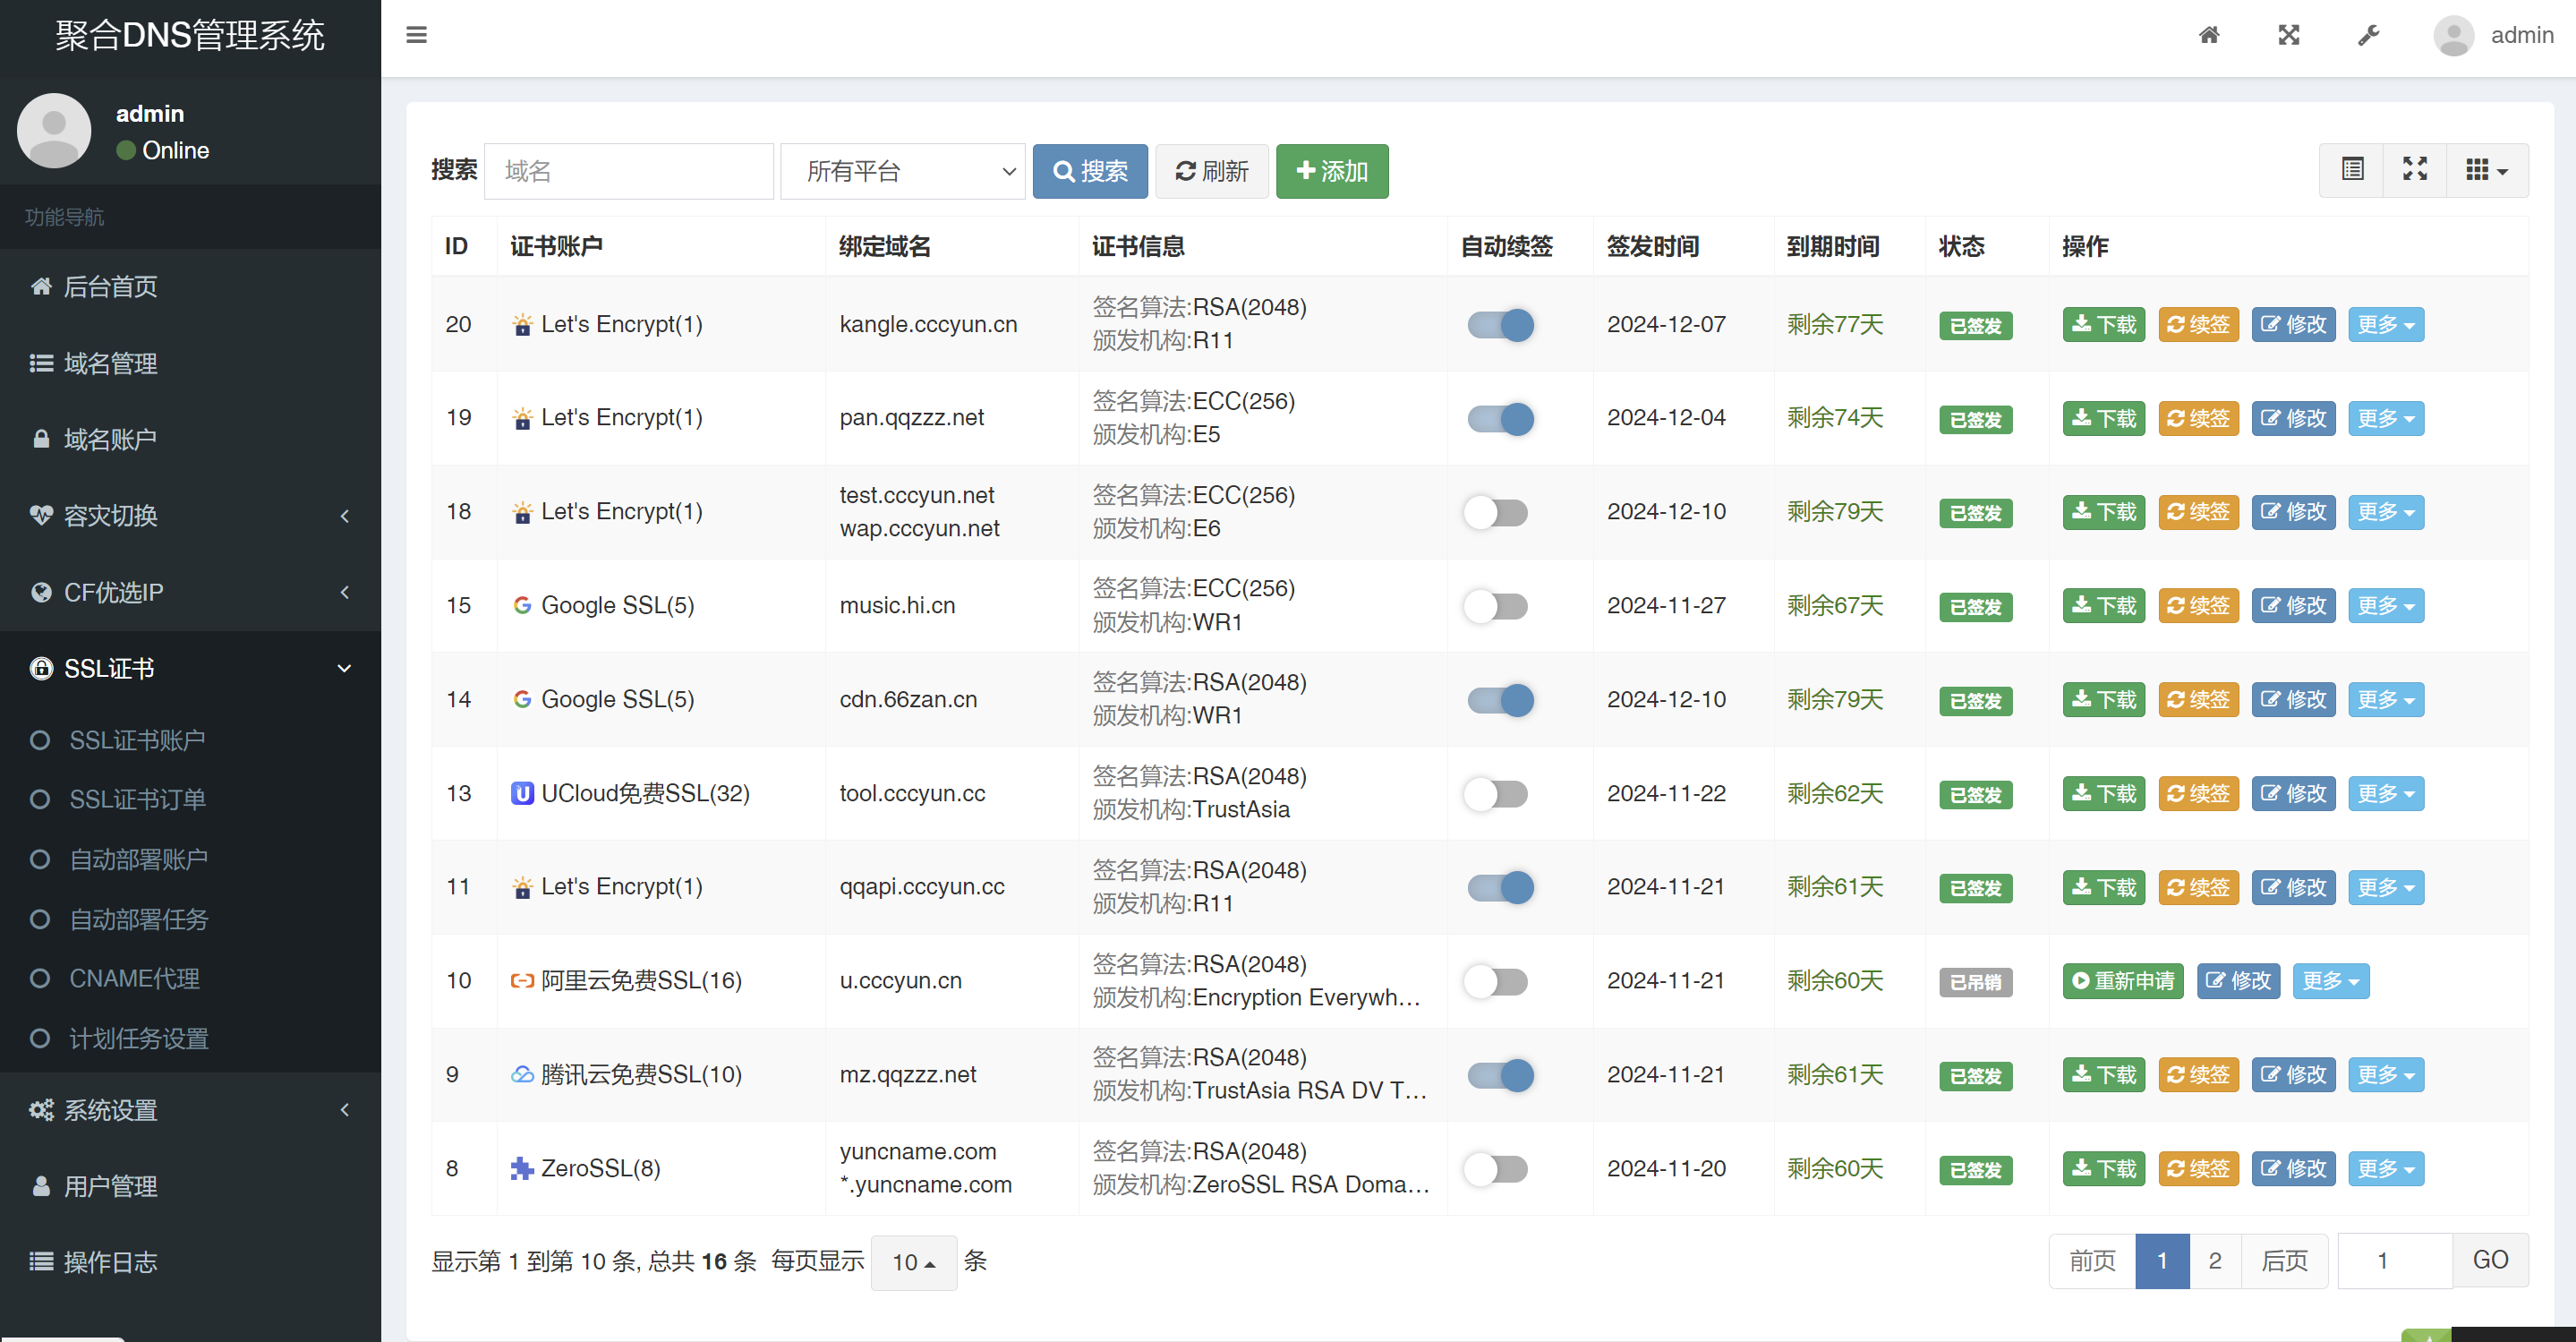 聚合DNS管理系统
admin
admin
Online
功能导航
后台首页
域名管理
域名账户
容灾切换
CF优选IP
SSL证书
SSL证书账户
SSL证书订单
自动部署账户
自动部署任务
CNAME代理
计划任务设置
系统设置
用户管理
操作日志
搜索 域名 所有平台 搜索 刷新 添加
ID 证书账户 绑定域名 证书信息 自动续签 签发时间 到期时间 状态 操作
20 Let's Encrypt(1) kangle.cccyun.cn 签名算法:RSA(2048) 2024-12-07 剩余77天 已签发 下载 续签 修改 更多
颁发机构:R11
19 Let's Encrypt(1) pan.qqzzz.net 签名算法:ECC(256) 2024-12-04 剩余74天 已签发 下载 续签 修改 更多
颁发机构:E5
18 Let's Encrypt(1) test.cccyun.net 签名算法:ECC(256) 2024-12-10 剩余79天 已签发 下载 续签 修改 更多
wap.cccyun.net 颁发机构:E6
15 Google SSL(5) music.hi.cn 签名算法:ECC(256) 2024-11-27 剩余67天 已签发 下载 续签 修改 更多
颁发机构:WR1
14 Google SSL(5) cdn.66zan.cn 签名算法:RSA(2048) 2024-12-10 剩余79天 已签发 下载 续签 修改 更多
颁发机构:WR1
13 UCloud免费SSL(32) tool.cccyun.cc 签名算法:RSA(2048) 2024-11-22 剩余62天 已签发 下载 续签 修改 更多
颁发机构:TrustAsia
11 Let's Encrypt(1) qqapi.cccyun.cc 签名算法:RSA(2048) 2024-11-21 剩余61天 已签发 下载 续签 修改 更多
颁发机构:R11
10 阿里云免费SSL(16) u.cccyun.cn 签名算法:RSA(2048) 2024-11-21 剩余60天 已吊销 重新申请 修改 更多
颁发机构:Encryption Everywh...
9 腾讯云免费SSL(10) mz.qqzzz.net 签名算法:RSA(2048) 2024-11-21 剩余61天 已签发 下载 续签 修改 更多
颁发机构:TrustAsia RSA DV T...
8 ZeroSSL(8) yuncname.com 签名算法:RSA(2048) 2024-11-20 剩余60天 已签发 下载 续签 修改 更多
*.yuncname.com 颁发机构:ZeroSSL RSA Doma...
显示第 1 到第 10 条, 总共 16 条 每页显示 10 条
前页 1 2 后页 1 GO